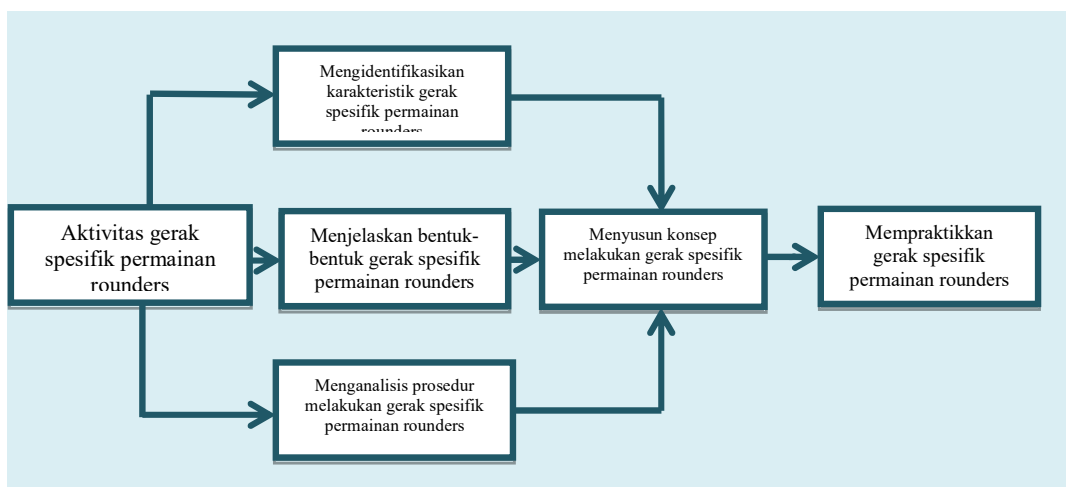 Mengidentifikasikan
karakteristik gerak
spesifik permainan
rounders
Aktivitas gerak
spesifik permainan
rounders
Menjelaskan bentuk-
bentuk gerak spesifik
permainan rounders
Menganalisis prosedur
melakukan gerak spesifik
permainan rounders
Menyusun konsep
melakukan gerak spesifik
permainan rounders
Mempraktikkan
gerak spesifik
permainan rounders